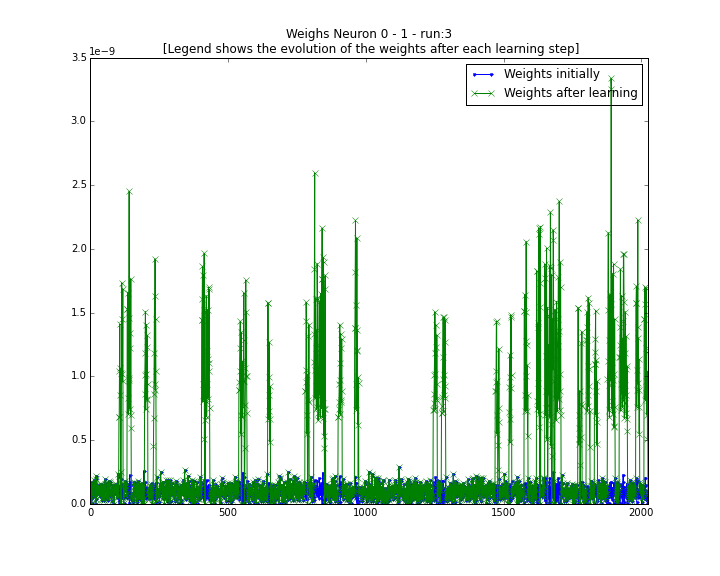 Weighs Neuron 0 - 1 - run:3
[Legend shows the evolution of the weights after each learning step]
1e−9
Weights initially
Weights after learning
3.5
3.0
2.5
2.0
1.5
1.0
0.5
0.0
0 500 1000 1500 2000